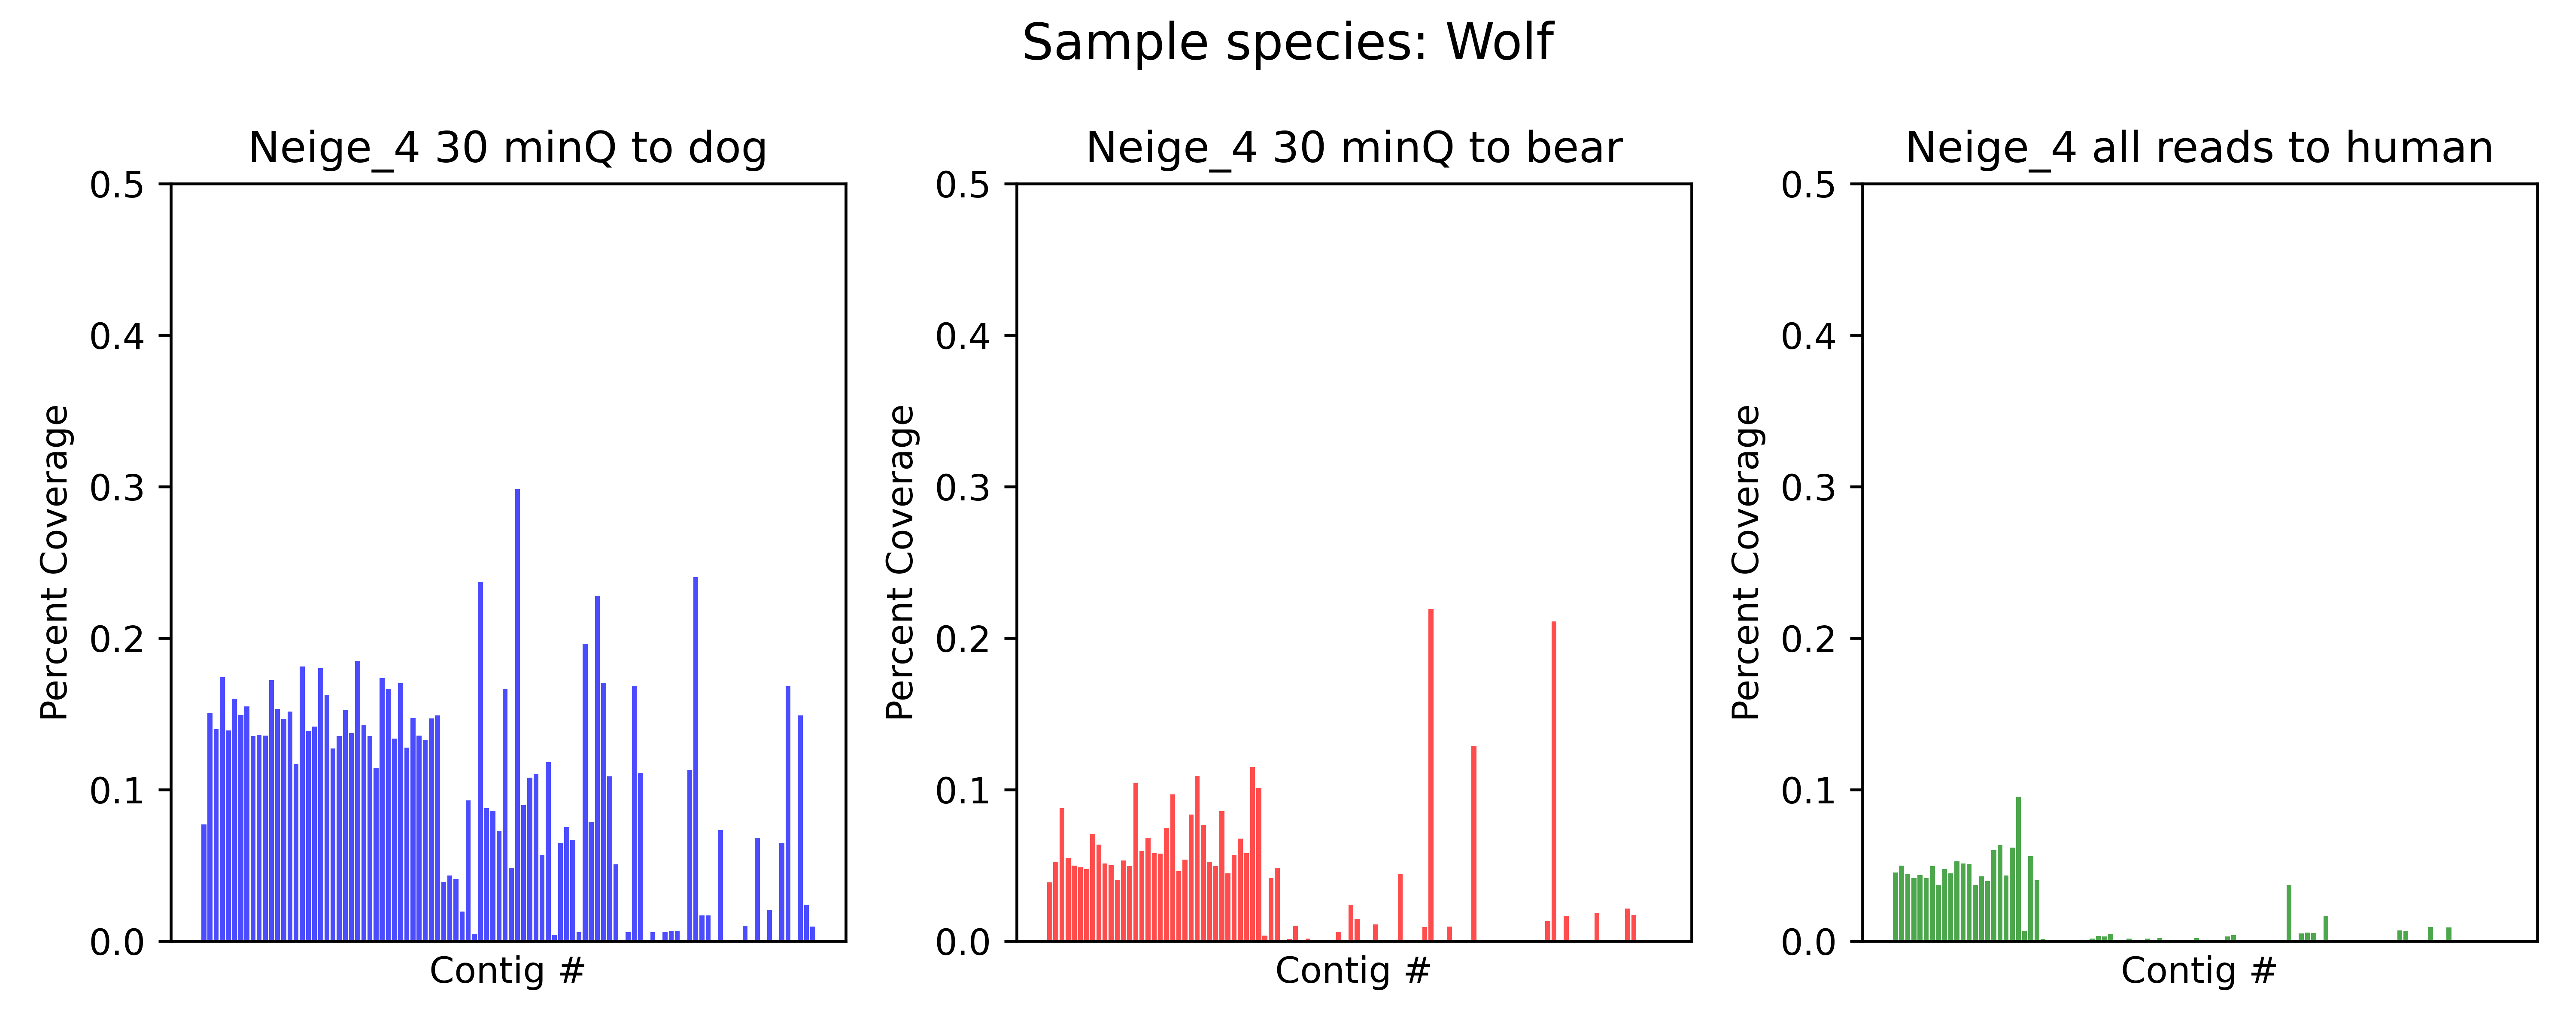 Sample species: Wolf
Neige_4 30 minQ to dog
0.5
0.4
0.3
0.2
0.1
0.0
Percent Coverage
Contig #
Neige_4 30 minQ to bear
0.5
0.4
0.3
0.2
0.1
0.0
Percent Coverage
Contig #
Neige_4 all reads to human
0.5
0.4
0.3
0.2
0.1
0.0
Percent Coverage
Contig #